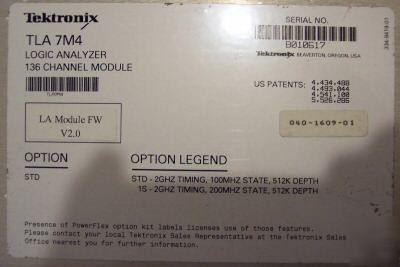 Tektronix
TLA 7M4
LOGIC ANALYZER
136 CHANNEL MODULE
TLA7M4
SERIAL NO.
B010617
Tektronix BEAVERTON, OREGON, USA
US PATENTS: 4.434.488
4.493.044
4.541.100
5.526.286
334-9419-01
LA Module FW
V2.0
040-1609-01
OPTION
STD
OPTION LEGEND
STD - 2GHZ TIMING, 100MHZ STATE, 512K DEPTH
1S - 2GHZ TIMING, 200MHZ STATE, 512K DEPTH
Presence of PowerFlex option kit labels licenses use of those features.
Please contact your local Tektronix Sales Representative at the Tektronix Sales
Office nearest you for further information.